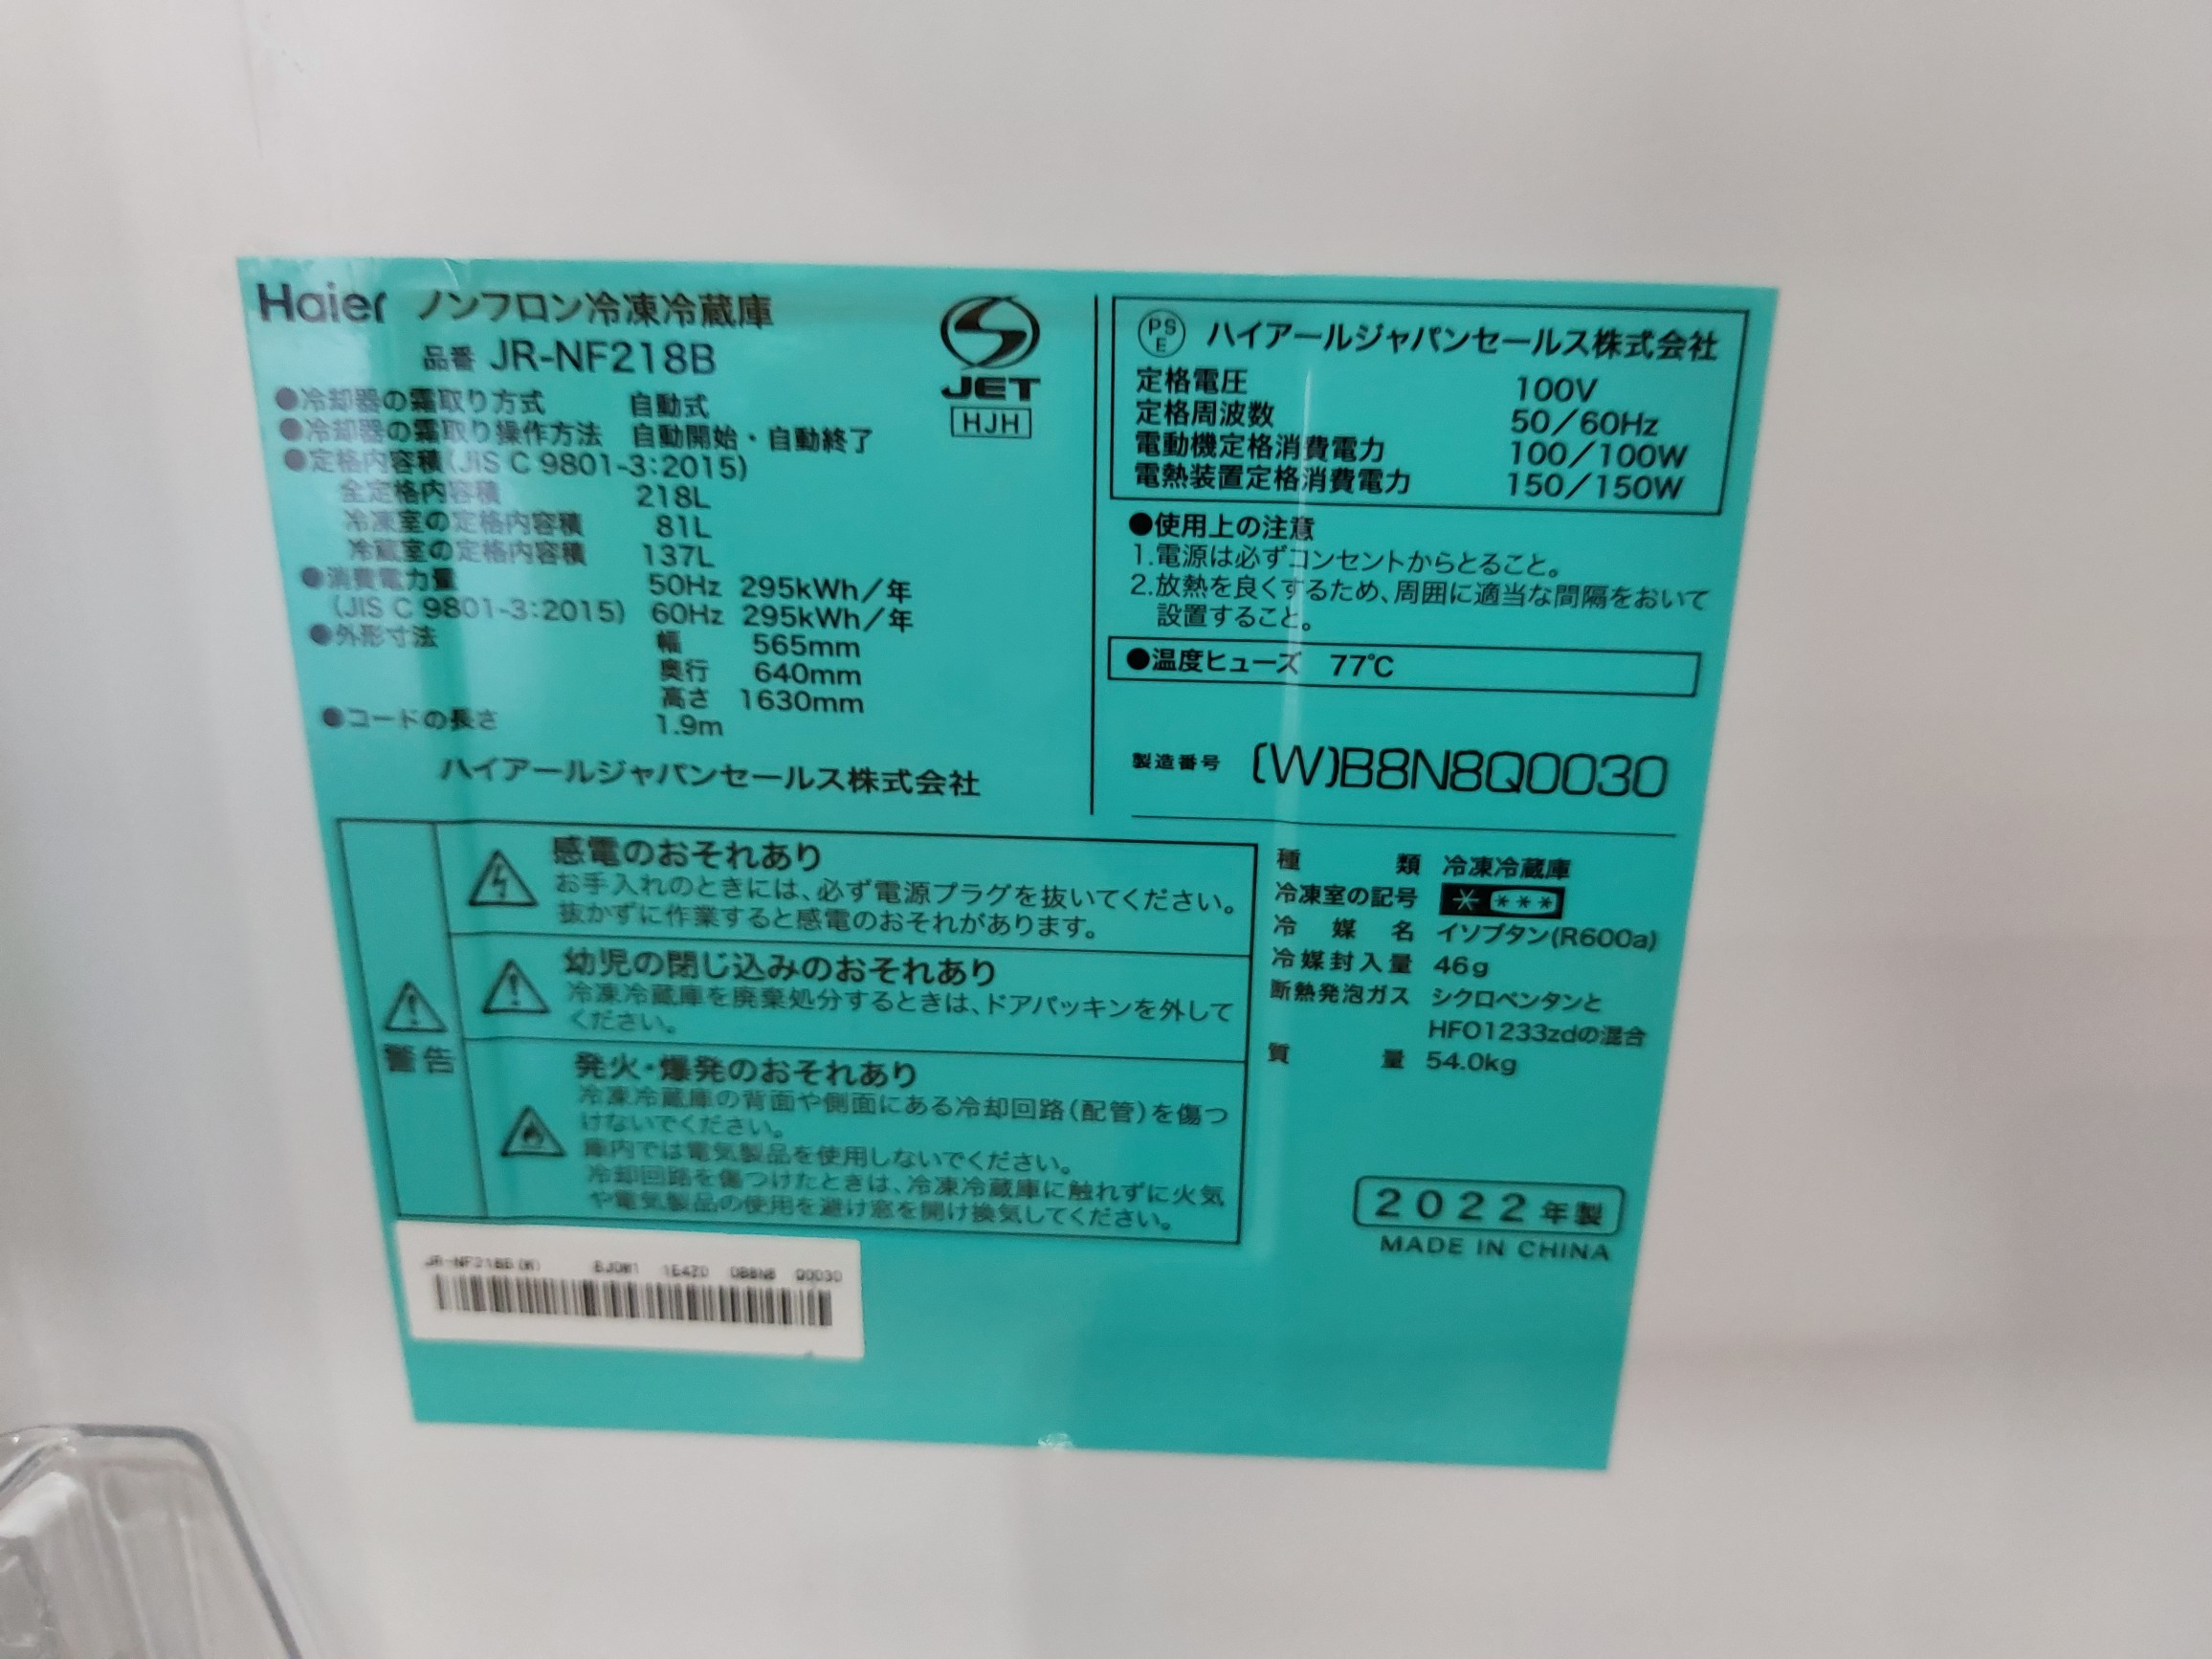 Haier ノンフロン冷凍冷蔵庫
品番 JR-NF218B
●冷却器の霜取り方式 自動式
●冷却器の霜取り操作方法 自動開始・自動終了
●定格内容積(JIS C 9801-3:2015)
全定格内容積 218L
冷凍室の定格内容積 81L
冷蔵室の定格内容積 137L
●消費電力量 50Hz 295kWh/年
(JIS C 9801-3:2015) 60Hz 295kWh/年
●外形寸法 幅 565mm
奥行 640mm
高さ 1630mm
●コードの長さ 1.9m
ハイアールジャパンセールス株式会社
JET
HJH
PS
E
ハイアールジャパンセールス株式会社
定格電圧 100V
定格周波数 50/60Hz
電動機定格消費電力 100/100W
電熱装置定格消費電力 150/150W
●使用上の注意
1.電源は必ずコンセントからとること。
2.放熱を良くするため、周囲に適当な間隔をおいて
設置すること。
●温度ヒューズ 77℃
製造番号 (W)B8N8Q0030
警告
感電のおそれあり
お手入れのときには、必ず電源プラグを抜いてください。
抜かずに作業すると感電のおそれがあります。
幼児の閉じ込みのおそれあり
冷凍冷蔵庫を廃棄処分するときは、ドアパッキンを外して
ください。
発火・爆発のおそれあり
冷凍冷蔵庫の背面や側面にある冷却回路(配管)を傷つ
けないでください。
庫内では電気製品を使用しないでください。
冷却回路を傷つけたときは、冷凍冷蔵庫に触れずに火気
や電気製品の使用を避け窓を開け換気してください。
種類 冷凍冷蔵庫
冷凍室の記号 * ***
冷媒名 イソブタン(R600a)
冷媒封入量 46g
断熱発泡ガス シクロペンタンと
HFO1233zdの混合
質量 54.0kg
2022年製
MADE IN CHINA
JR-NF218B(W) Q0030